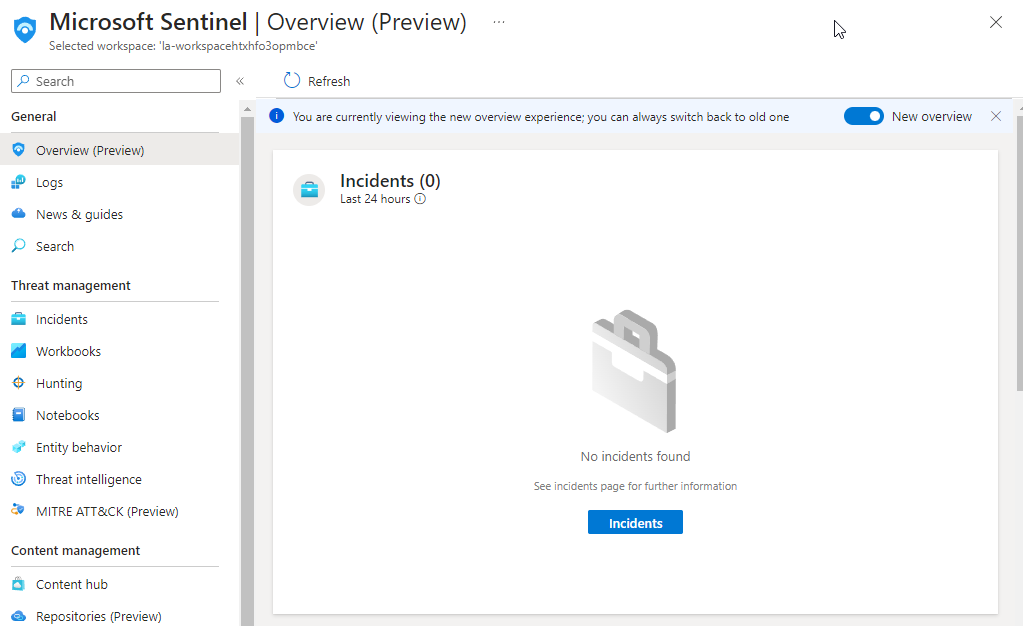 Microsoft Sentinel | Overview (Preview) ...
Selected workspace: 'la-workspacehtxhfo3opmbce'
Search
«
Refresh
General
Overview (Preview)
Logs
News & guides
Search
Threat management
Incidents
Workbooks
Hunting
Notebooks
Entity behavior
Threat intelligence
MITRE ATT&CK (Preview)
Content management
Content hub
Repositories (Preview)
You are currently viewing the new overview experience; you can always switch back to old one
New overview
Incidents (0)
Last 24 hours
No incidents found
See incidents page for further information
Incidents